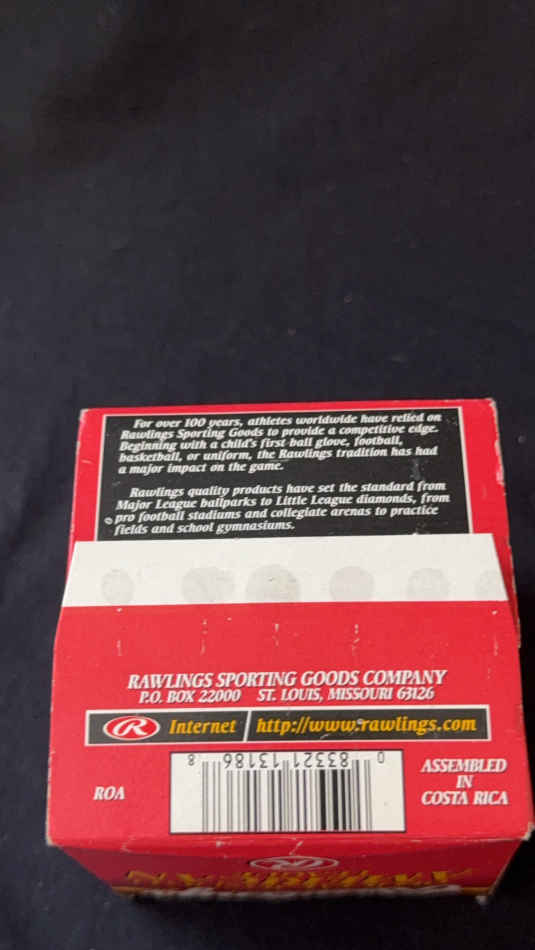 For over 100 years, athletes worldwide have relied on
Rawlings Sporting Goods to provide a competitive edge.
Beginning with a child's first ball glove, football,
basketball, or uniform, the Rawlings tradition has had
a major impact on the game.
Rawlings quality products have set the standard from
Major League ballparks to Little League diamonds, from
pro football stadiums and collegiate arenas to practice
fields and school gymnasiums.
RAWLINGS SPORTING GOODS COMPANY
P.O. BOX 22000 ST. LOUIS, MISSOURI 63126
R Internet http://www.rawlings.com
0 83321 13186 8
ROA
ASSEMBLED
IN
COSTA RICA